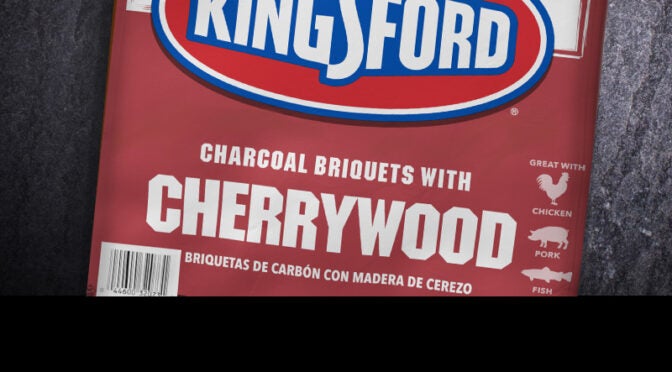 KINGSFORD
®
CHARCOAL BRIQUETS WITH
CHERRYWOOD
BRIQUETAS DE CARBÓN CON MADERA DE CEREZO
GREAT WITH
CHICKEN
PORK
FISH